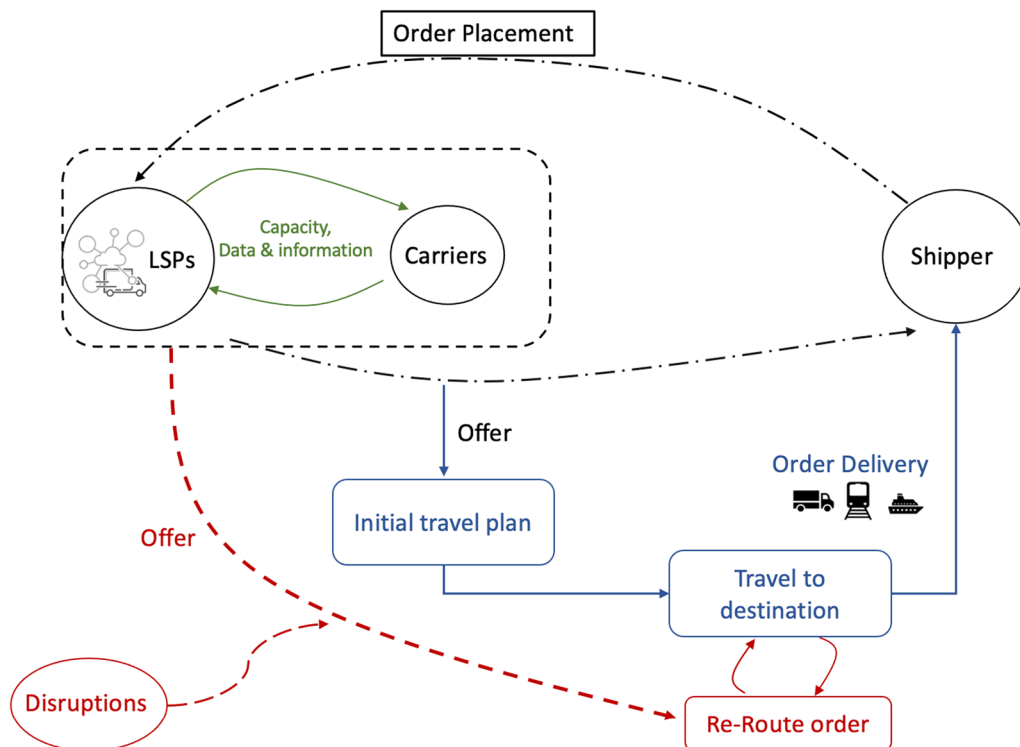 Order Placement
Capacity,
Data & information
LSPs
Carriers
Shipper
Offer
Order Delivery
Initial travel plan
Offer
Travel to
destination
Disruptions
Re-Route order